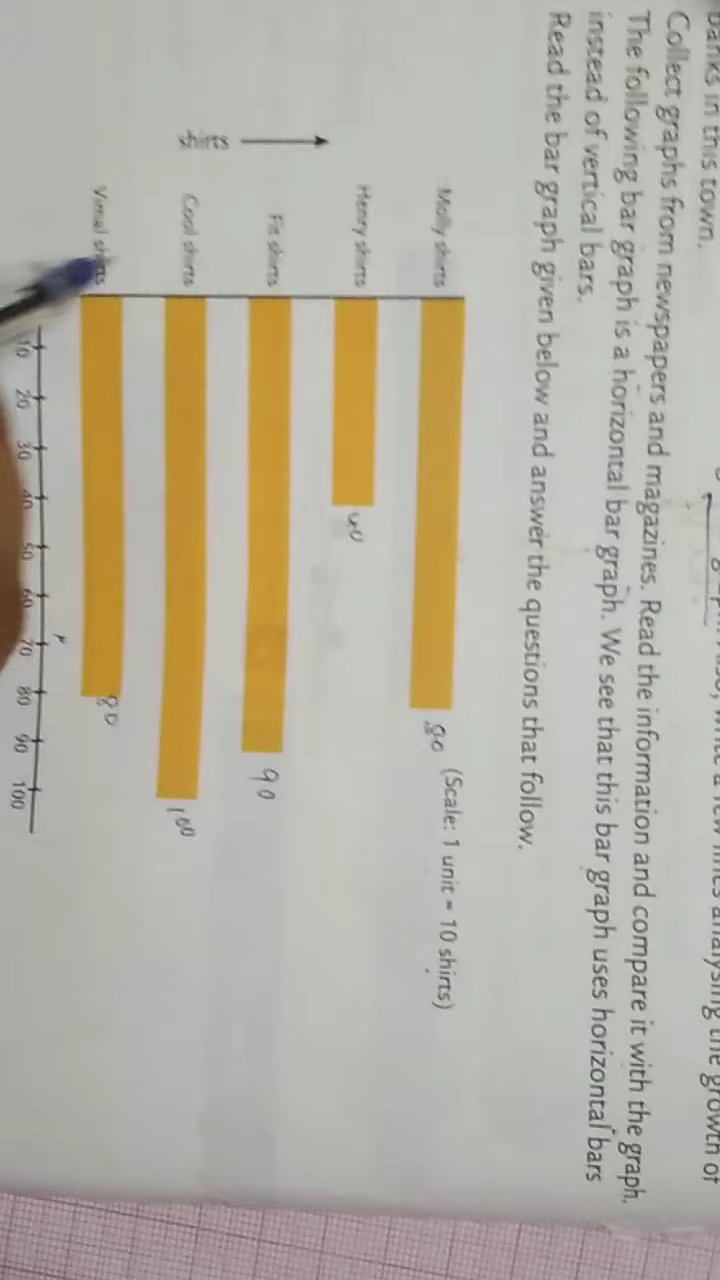 banks in this town.
Collect graphs from newspapers and magazines. Read the information and compare it with the graph.
The following bar graph is a horizontal bar graph. We see that this bar graph uses horizontal bars
instead of vertical bars.
Read the bar graph given below and answer the questions that follow.
(Scale: 1 unit = 10 shirts)
shirts
Molly shirts 80
Henry shirts 40
Fit shirts 90
Cool shirts 100
Vimal shirts 80
10 20 30 40 50 60 70 80 90 100